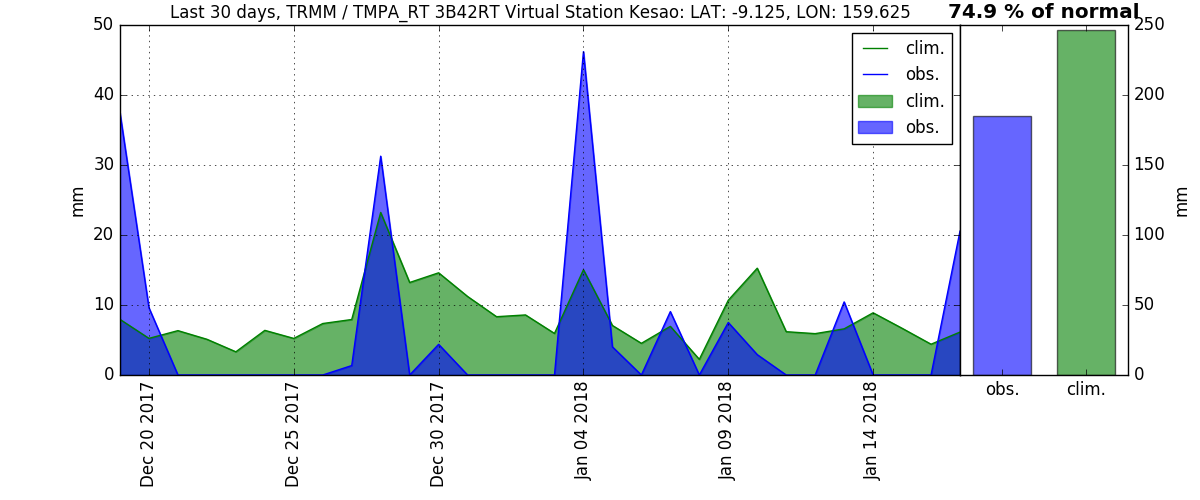 Last 30 days, TRMM / TMPA_RT 3B42RT Virtual Station Kesao: LAT: -9.125, LON: 159.625
74.9 % of normal
clim.
obs.
clim.
obs.
50
40
30
20
10
0
mm
Dec 20 2017
Dec 25 2017
Dec 30 2017
Jan 04 2018
Jan 09 2018
Jan 14 2018
250
200
150
100
50
0
mm
obs.
clim.